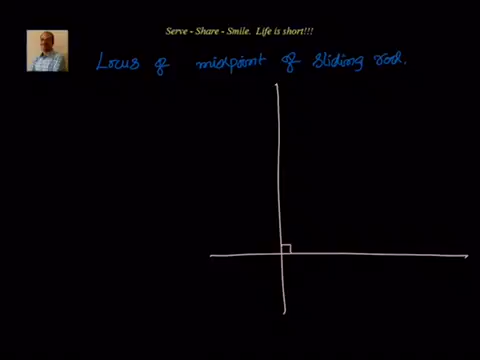 Serve - Share - Smile. Life is short!!!
Locus of midpoint of sliding rod.